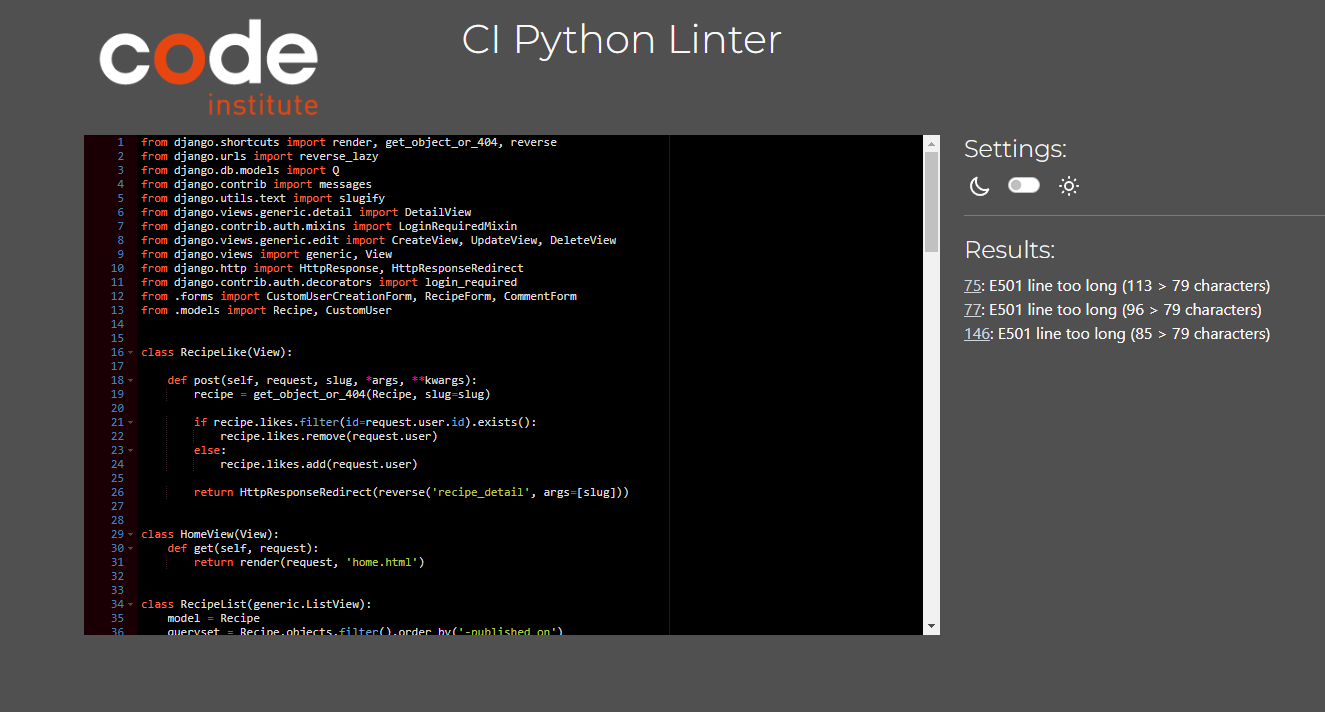 code
institute
CI Python Linter
1 from django.shortcuts import render, get_object_or_404, reverse
2 from django.urls import reverse_lazy
3 from django.db.models import Q
4 from django.contrib import messages
5 from django.utils.text import slugify
6 from django.views.generic.detail import DetailView
7 from django.contrib.auth.mixins import LoginRequiredMixin
8 from django.views.generic.edit import CreateView, UpdateView, DeleteView
9 from django.views import generic, View
10 from django.http import HttpResponse, HttpResponseRedirect
11 from django.contrib.auth.decorators import login_required
12 from .forms import CustomUserCreationForm, RecipeForm, CommentForm
13 from .models import Recipe, CustomUser
14
15
16 class RecipeLike(View):
17
18 def post(self, request, slug, *args, **kwargs):
19 recipe = get_object_or_404(Recipe, slug=slug)
20
21 if recipe.likes.filter(id=request.user.id).exists():
22 recipe.likes.remove(request.user)
23 else:
24 recipe.likes.add(request.user)
25
26 return HttpResponseRedirect(reverse('recipe_detail', args=[slug]))
27
28
29 class HomeView(View):
30 def get(self, request):
31 return render(request, 'home.html')
32
33
34 class RecipeList(generic.ListView):
35 model = Recipe
36 queryset = Recipe.objects.filter().order_by('-published_on')
Settings:
Results:
75: E501 line too long (113 > 79 characters)
77: E501 line too long (96 > 79 characters)
146: E501 line too long (85 > 79 characters)